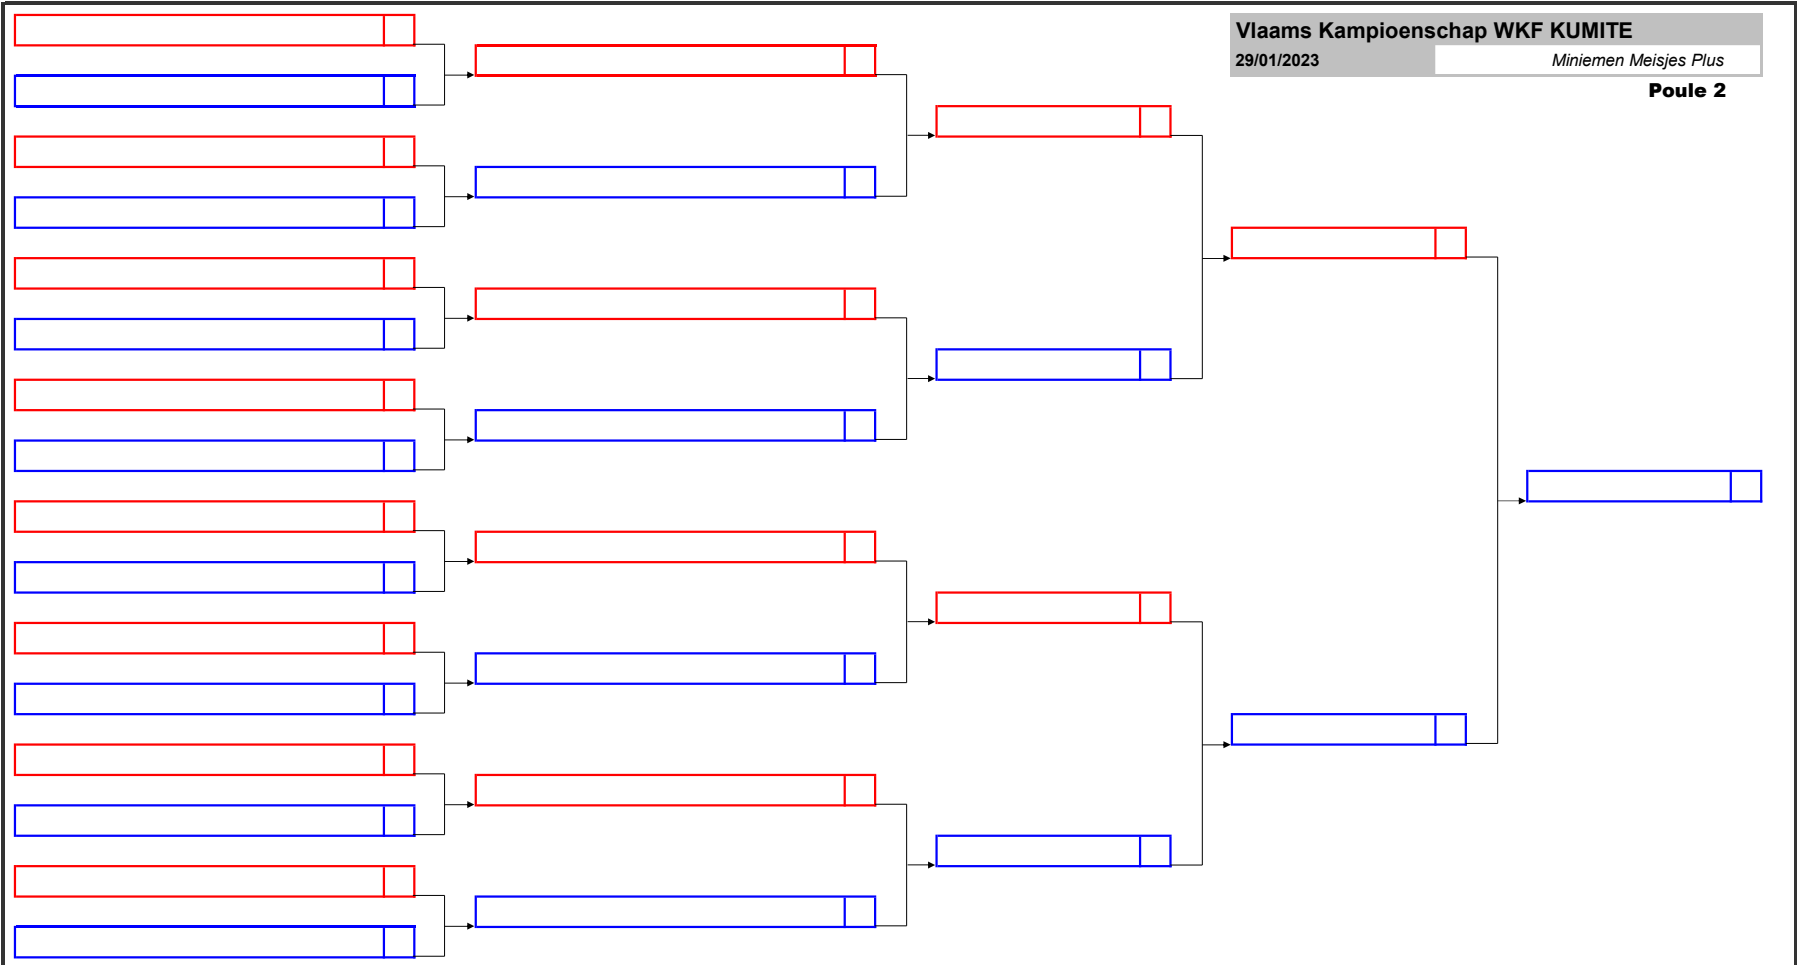 Vlaams Kampioenschap WKF KUMITE
29/01/2023 Miniemen Meisjes Plus
Poule 2